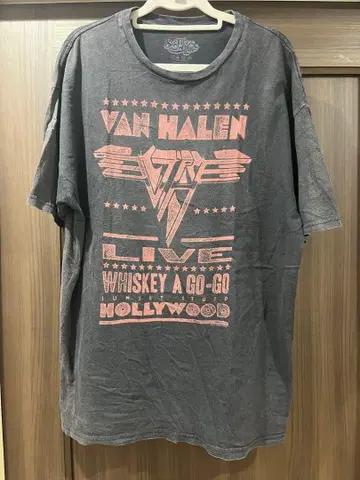 VAN HALEN
LIVE
WHISKEY A GO-GO
SUNSET STRIP
HOLLYWOOD